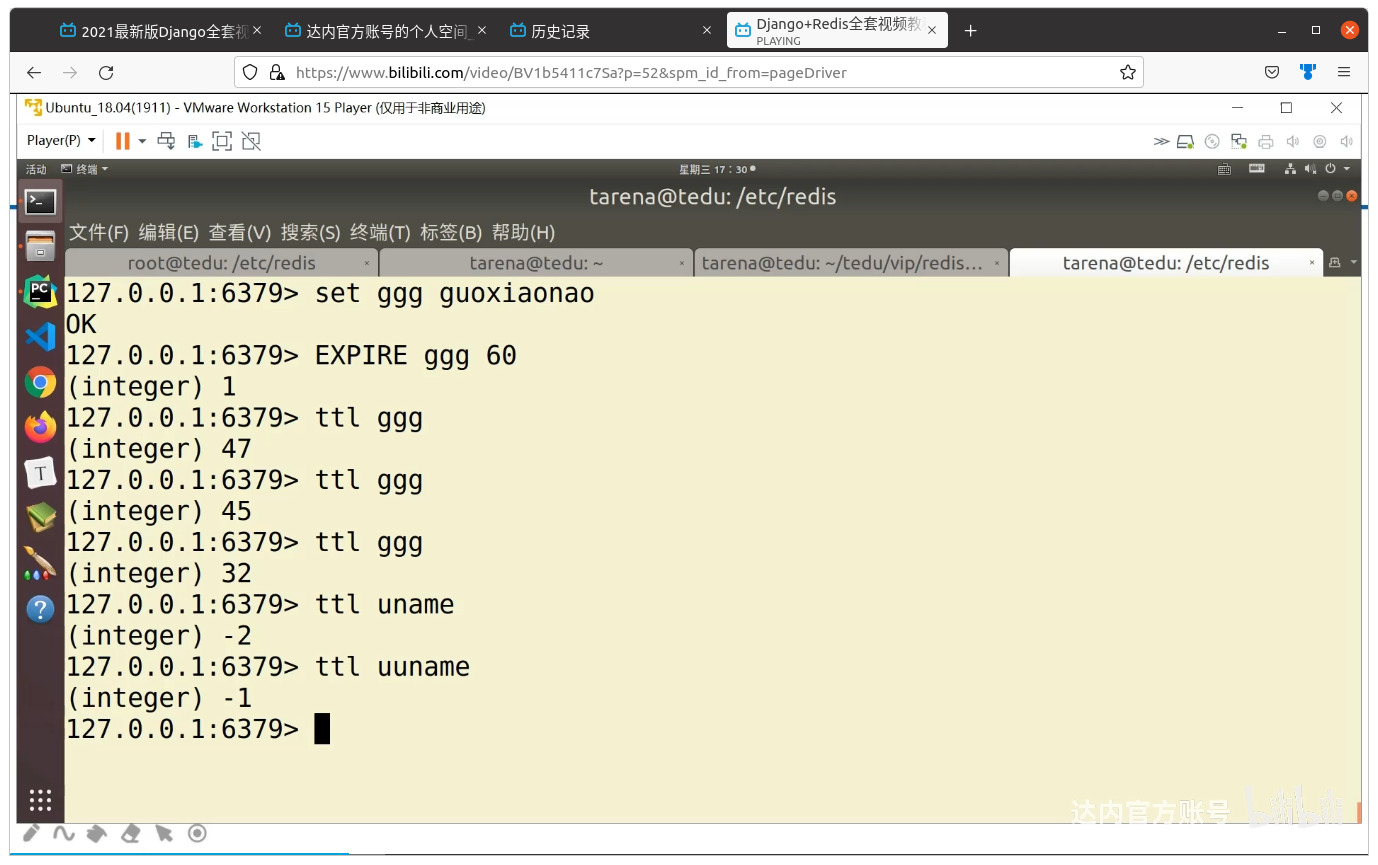 2021最新版Django全套视
达内官方账号的个人空间_
历史记录
Django+Redis全套视频教
PLAYING
https://www.bilibili.com/video/BV1b5411c7Sa?p=52&spm_id_from=pageDriver
Ubuntu_18.04(1911) - VMware Workstation 15 Player (仅用于非商业用途)
Player(P)
活动 终端 星期三 17：30
tarena@tedu: /etc/redis
文件(F) 编辑(E) 查看(V) 搜索(S) 终端(T) 标签(B) 帮助(H)
root@tedu: /etc/redis
tarena@tedu: ~
tarena@tedu: ~/tedu/vip/redis...
tarena@tedu: /etc/redis
127.0.0.1:6379> set ggg guoxiaonao
OK
127.0.0.1:6379> EXPIRE ggg 60
(integer) 1
127.0.0.1:6379> ttl ggg
(integer) 47
127.0.0.1:6379> ttl ggg
(integer) 45
127.0.0.1:6379> ttl ggg
(integer) 32
127.0.0.1:6379> ttl uname
(integer) -2
127.0.0.1:6379> ttl uuname
(integer) -1
127.0.0.1:6379>
达内官方账号 bilibili